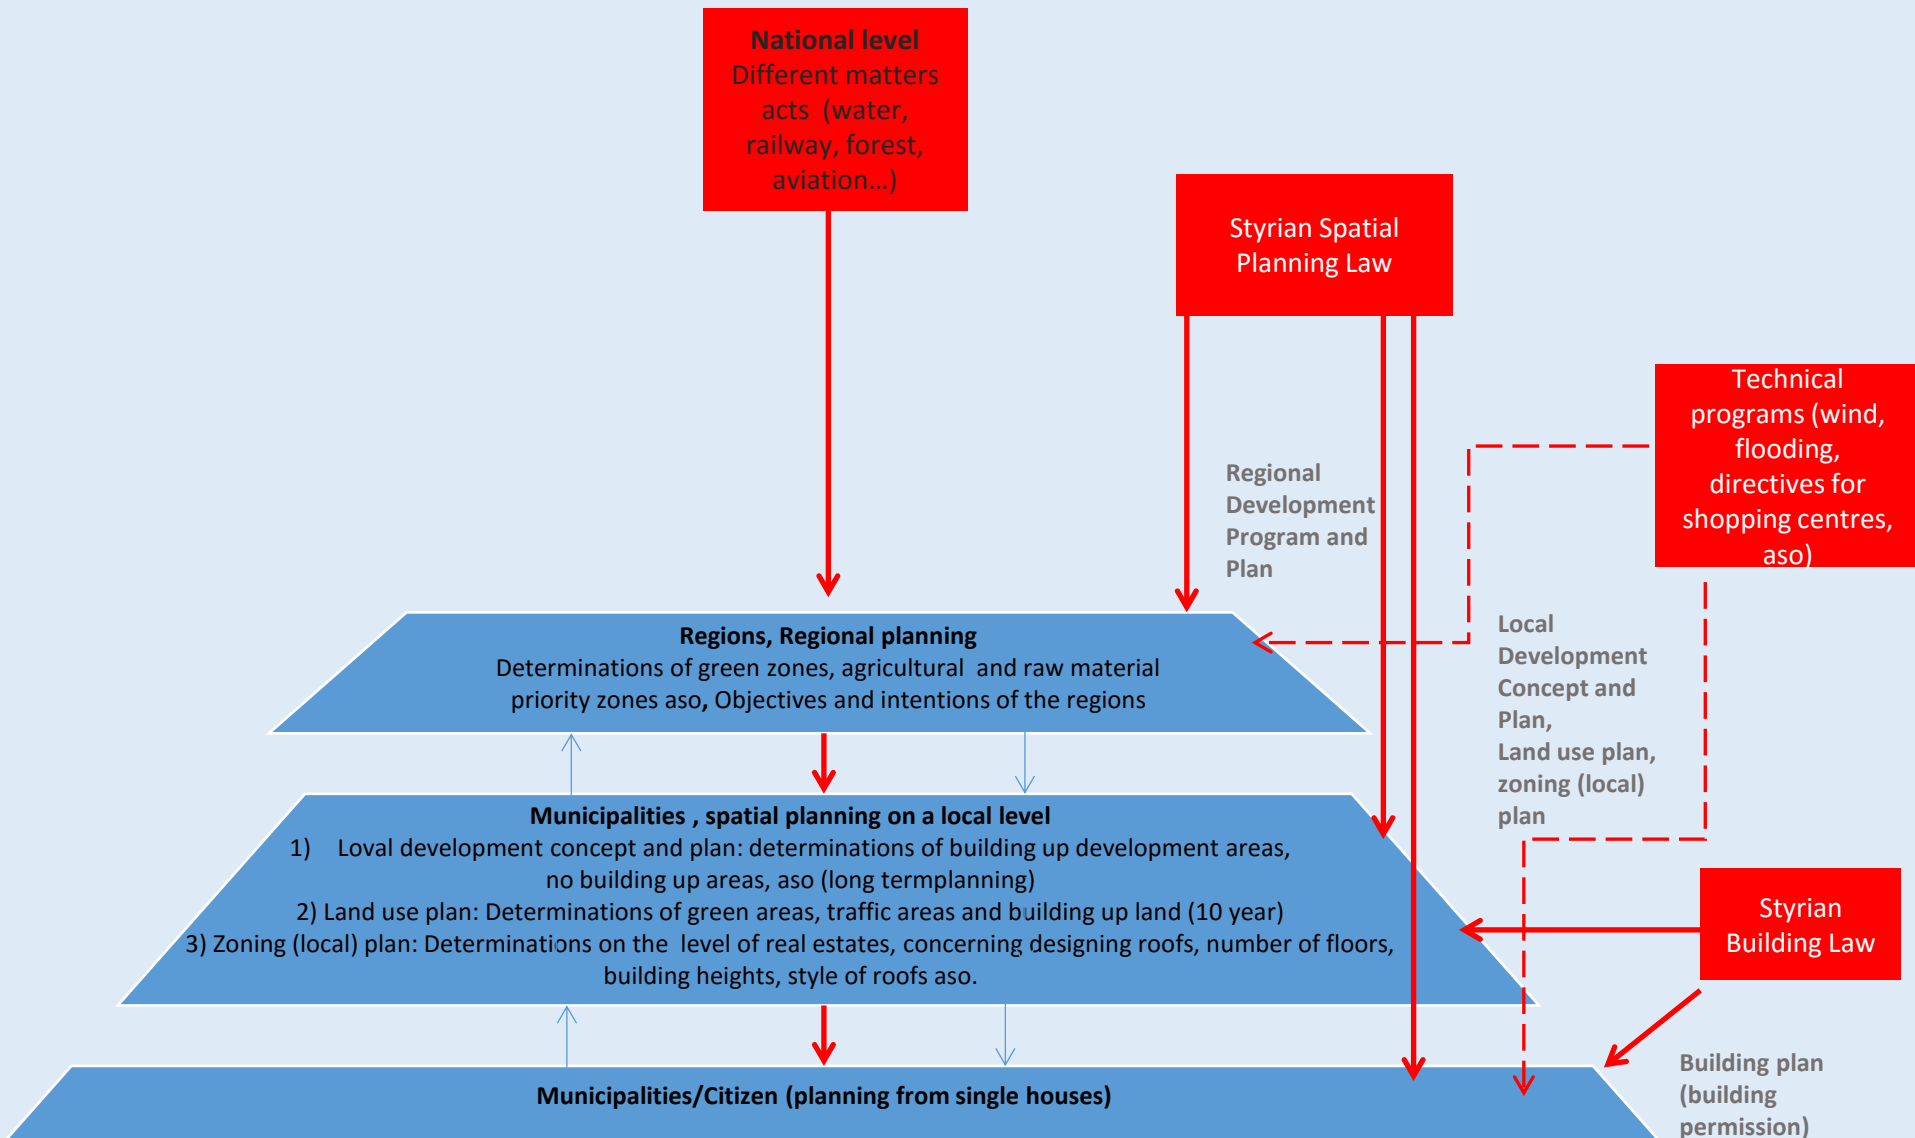 National level
Different matters
acts (water,
railway, forest,
aviation...)
Styrian Spatial
Planning Law
Technical
programs (wind,
flooding,
directives for
shopping centres,
aso)
Regional
Development
Program and
Plan
Local
Development
Concept and
Plan,
Land use plan,
zoning (local)
plan
Regions, Regional planning
Determinations of green zones, agricultural and raw material
priority zones aso, Objectives and intentions of the regions
Municipalities , spatial planning on a local level
1) Loval development concept and plan: determinations of building up development areas,
no building up areas, aso (long termplanning)
2) Land use plan: Determinations of green areas, traffic areas and building up land (10 year)
3) Zoning (local) plan: Determinations on the level of real estates, concerning designing roofs, number of floors,
building heights, style of roofs aso.
Styrian
Building Law
Municipalities/Citizen (planning from single houses)
Building plan
(building
permission)